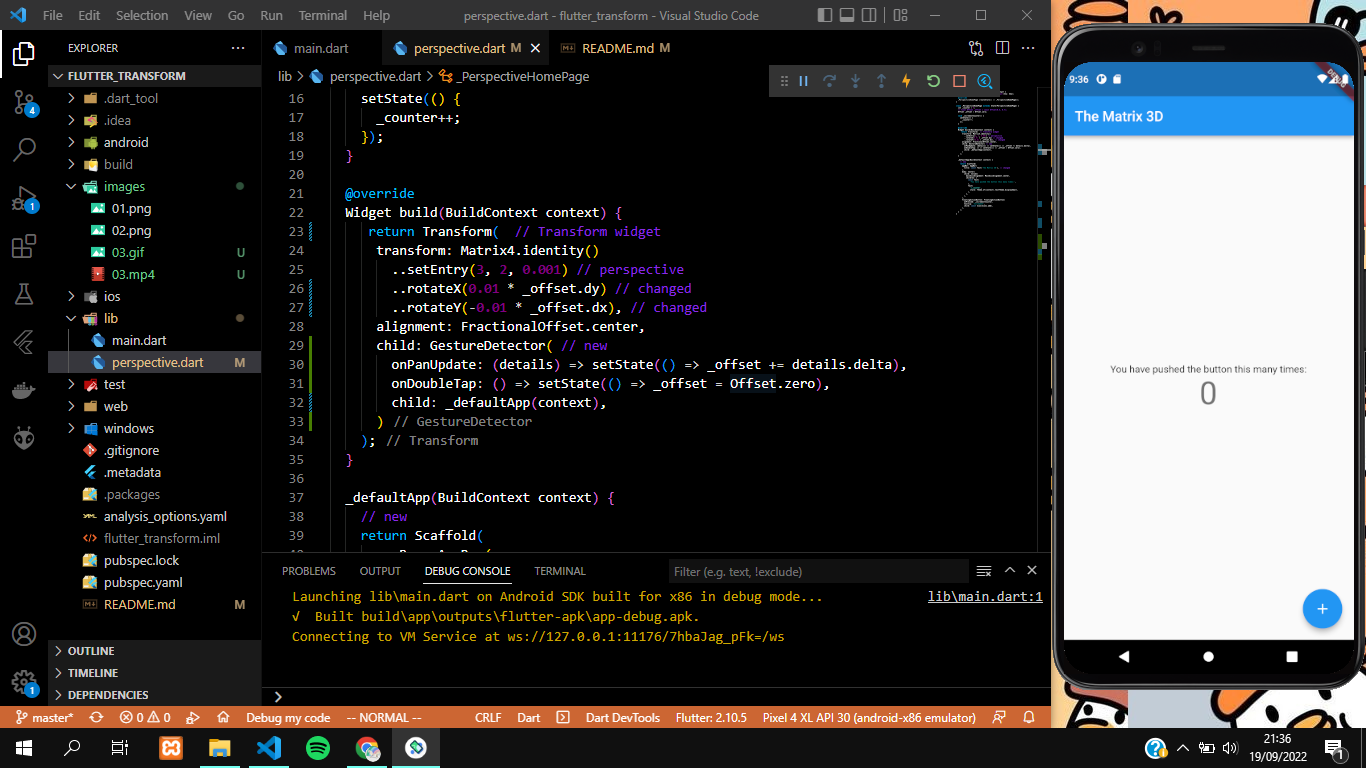 File Edit Selection View Go Run Terminal Help perspective.dart - flutter_transform - Visual Studio Code
EXPLORER
FLUTTER_TRANSFORM
.dart_tool
.idea
android
build
images
01.png
02.png
03.gif U
03.mp4 U
ios
lib
main.dart
perspective.dart M
test
web
windows
.gitignore
.metadata
.packages
analysis_options.yaml
flutter_transform.iml
pubspec.lock
pubspec.yaml
README.md M
OUTLINE
TIMELINE
DEPENDENCIES
4
1
1
main.dart perspective.dart M README.md M
lib > perspective.dart > _PerspectiveHomePage
16 setState(() {
17 _counter++;
18 });
19 }
20
21 @override
22 Widget build(BuildContext context) {
23 return Transform( // Transform widget
24 transform: Matrix4.identity()
25 ..setEntry(3, 2, 0.001) // perspective
26 ..rotateX(0.01 * _offset.dy) // changed
27 ..rotateY(-0.01 * _offset.dx), // changed
28 alignment: FractionalOffset.center,
29 child: GestureDetector( // new
30 onPanUpdate: (details) => setState(() => _offset += details.delta),
31 onDoubleTap: () => setState(() => _offset = Offset.zero),
32 child: _defaultApp(context),
33 ) // GestureDetector
34 ); // Transform
35 }
36
37 _defaultApp(BuildContext context) {
38 // new
39 return Scaffold(
PROBLEMS OUTPUT DEBUG CONSOLE TERMINAL Filter (e.g. text, !exclude)
Launching lib\main.dart on Android SDK built for x86 in debug mode... lib\main.dart:1
√ Built build\app\outputs\flutter-apk\app-debug.apk.
Connecting to VM Service at ws://127.0.0.1:11176/7hbaJag_pFk=/ws
master* 0 0 Debug my code -- NORMAL -- CRLF Dart Dart DevTools Flutter: 2.10.5 Pixel 4 XL API 30 (android-x86 emulator)
9:36
The Matrix 3D
You have pushed the button this many times:
0
21:36
19/09/2022
1